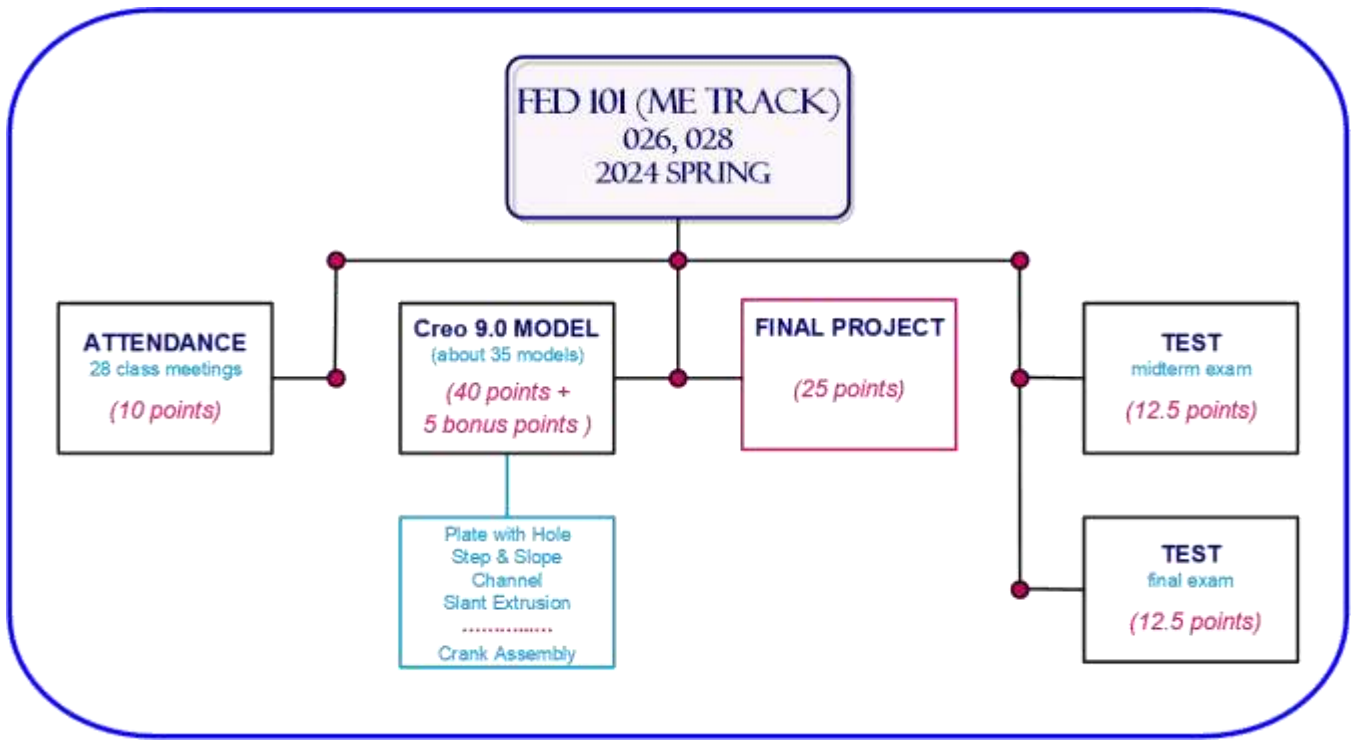 FED 101 (ME TRACK)
026, 028
2024 SPRING
ATTENDANCE
28 class meetings
(10 points)
Creo 9.0 MODEL
(about 35 models)
(40 points +
5 bonus points )
FINAL PROJECT
(25 points)
TEST
midterm exam
(12.5 points)
Plate with Hole
Step & Slope
Channel
Slant Extrusion
..................
Crank Assembly
TEST
final exam
(12.5 points)